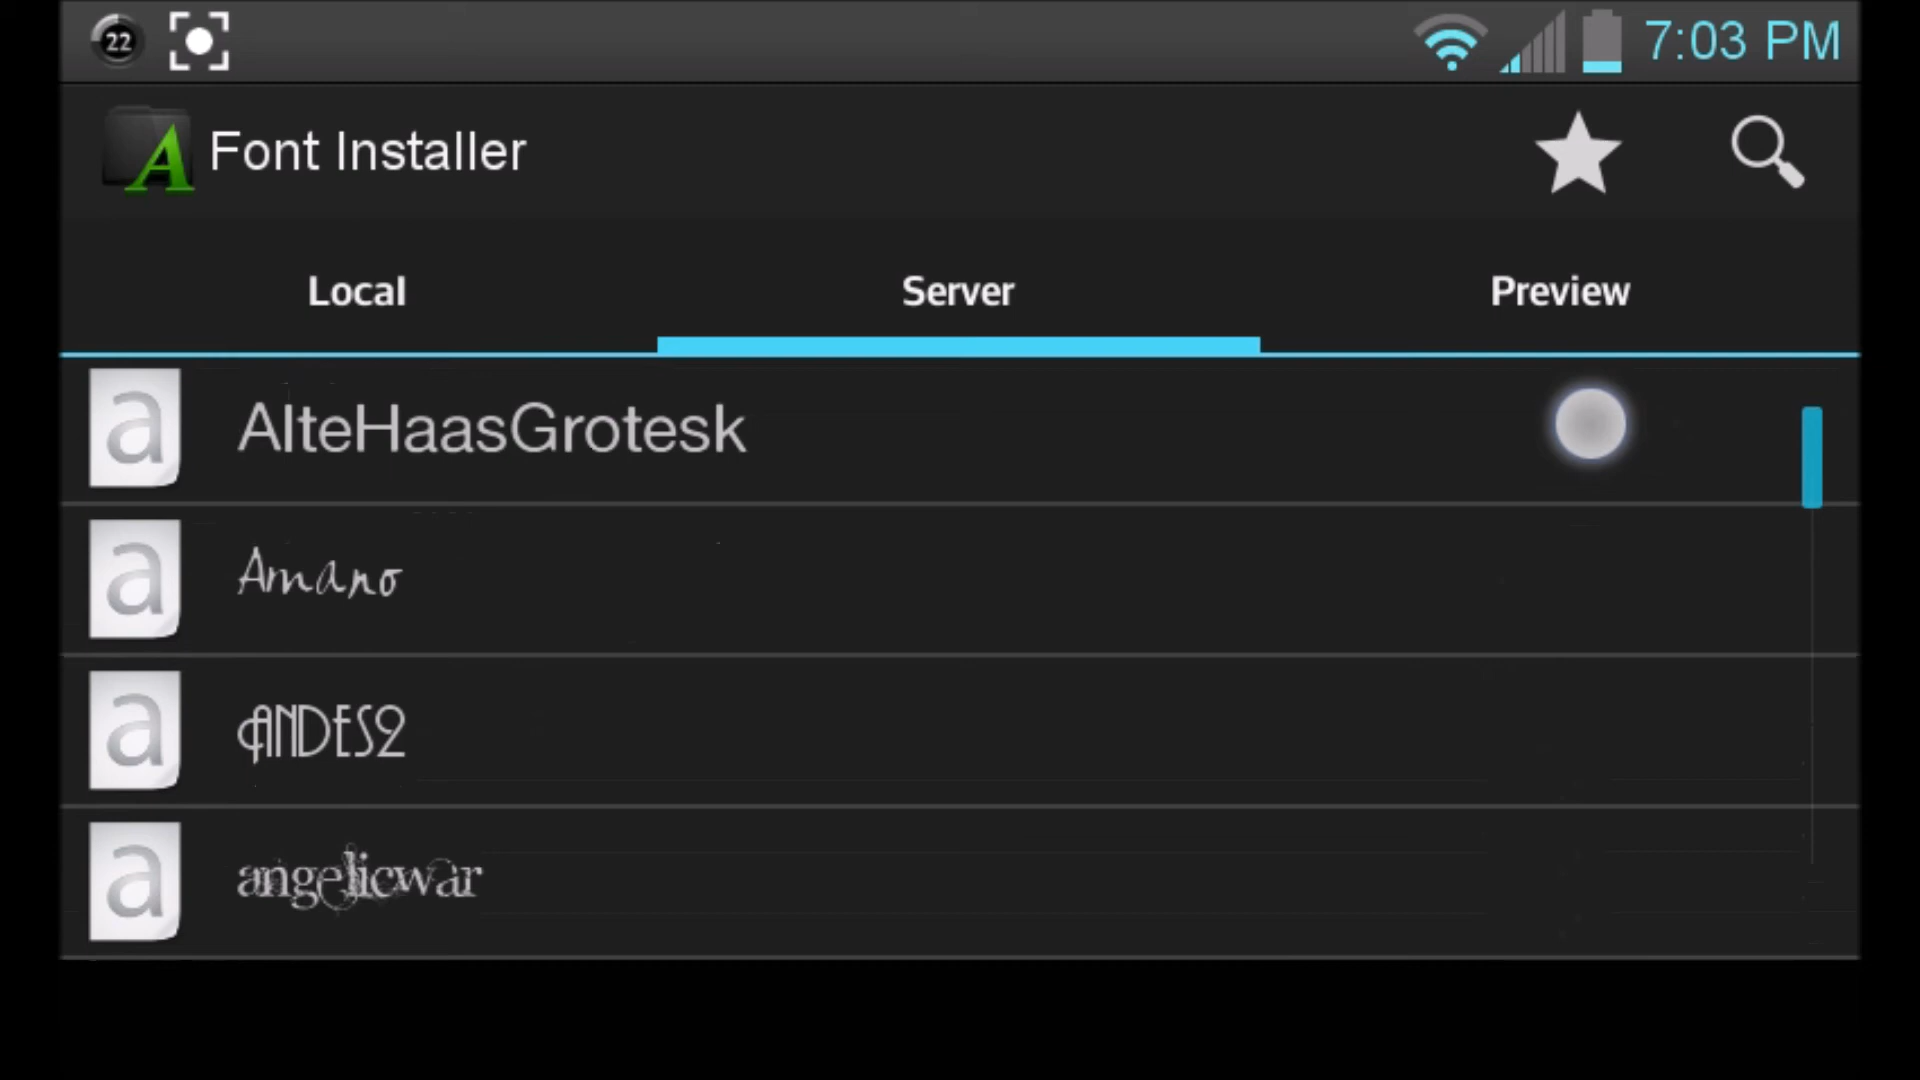 22 7:03 PM
A Font Installer
Local Server Preview
a AlteHaasGrotesk
a Amano
a ANDES2
a angelicwar